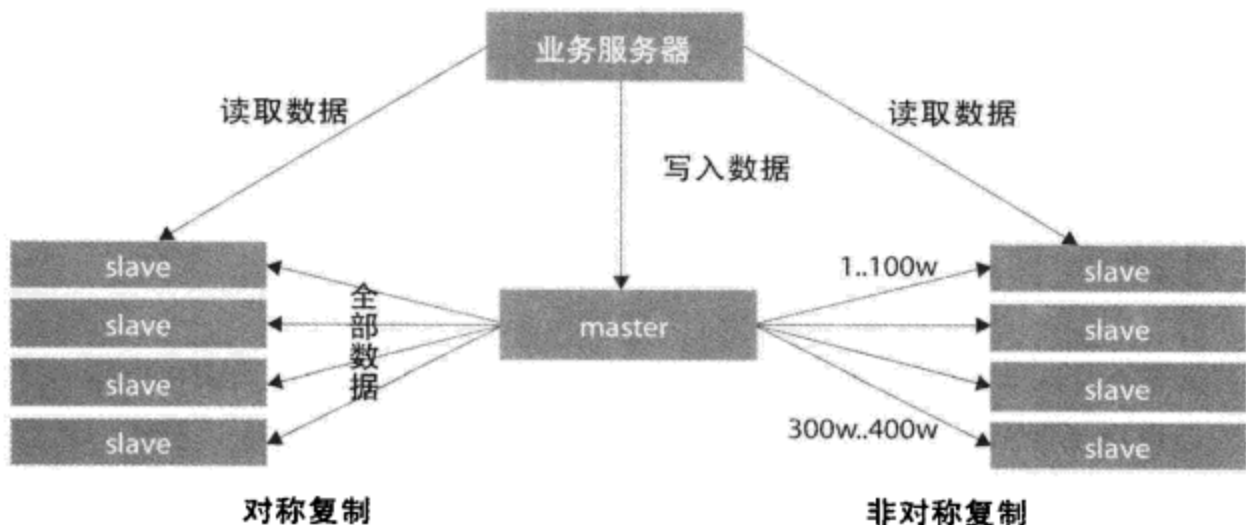 业务服务器
读取数据
读取数据
写入数据
slave
slave
slave
slave
全部数据
master
1..100w
300w..400w
slave
slave
slave
slave
对称复制
非对称复制